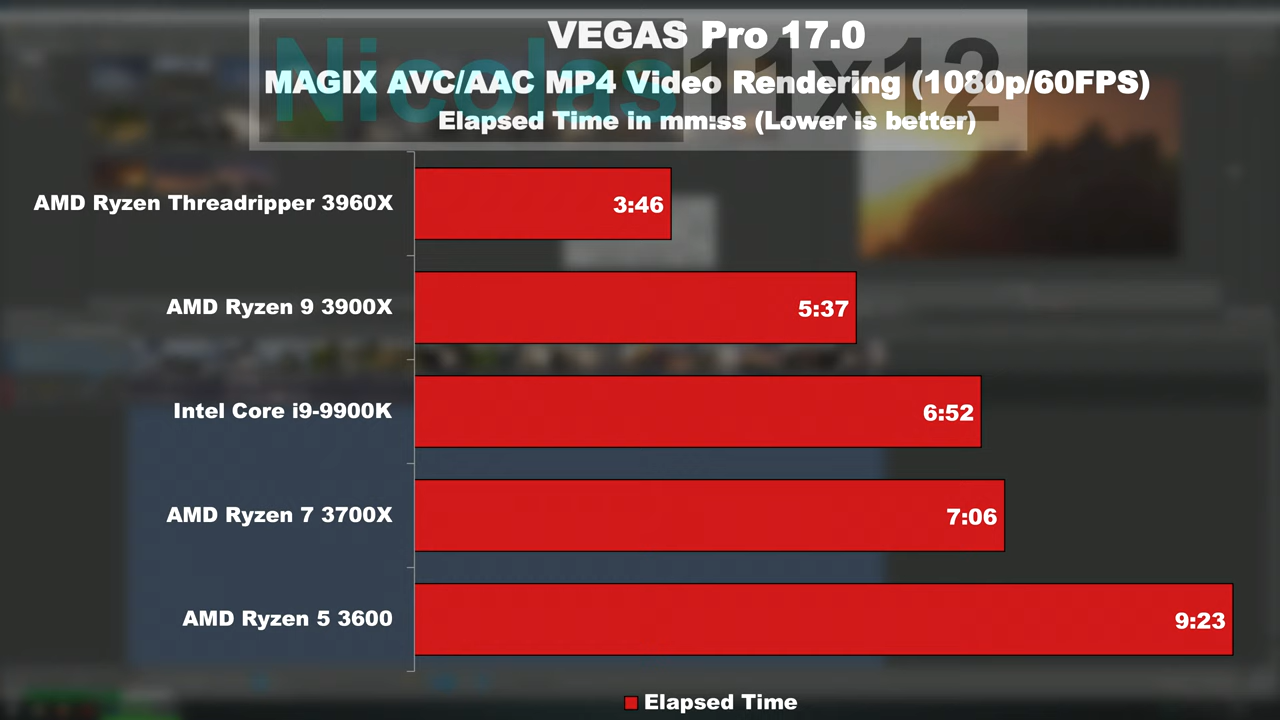 Nicolas11x12
VEGAS Pro 17.0
MAGIX AVC/AAC MP4 Video Rendering (1080p/60FPS)
Elapsed Time in mm:ss (Lower is better)
AMD Ryzen Threadripper 3960X
3:46
AMD Ryzen 9 3900X
5:37
Intel Core i9-9900K
6:52
AMD Ryzen 7 3700X
7:06
AMD Ryzen 5 3600
9:23
Elapsed Time